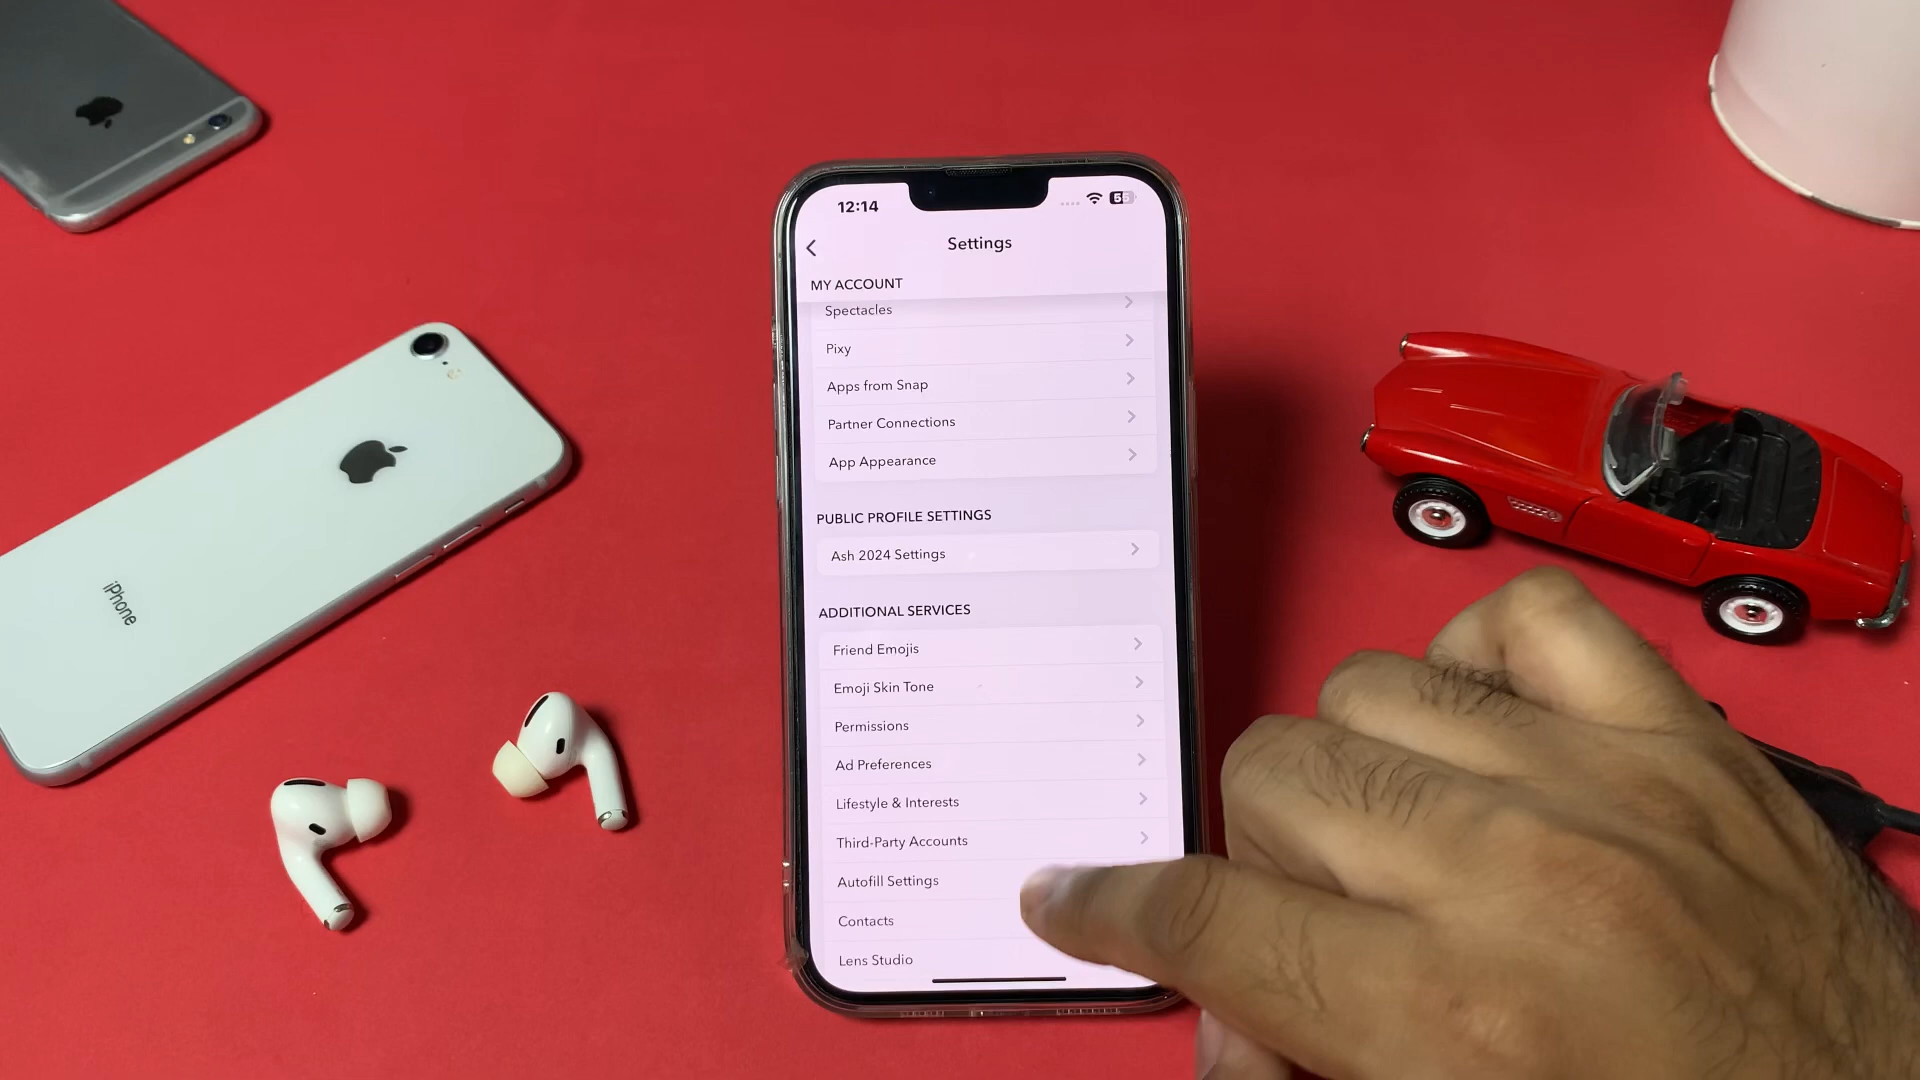 12:14
Settings
MY ACCOUNT
Spectacles
Pixy
Apps from Snap
Partner Connections
App Appearance
PUBLIC PROFILE SETTINGS
Ash 2024 Settings
ADDITIONAL SERVICES
Friend Emojis
Emoji Skin Tone
Permissions
Ad Preferences
Lifestyle & Interests
Third-Party Accounts
Autofill Settings
Contacts
Lens Studio
iPhone